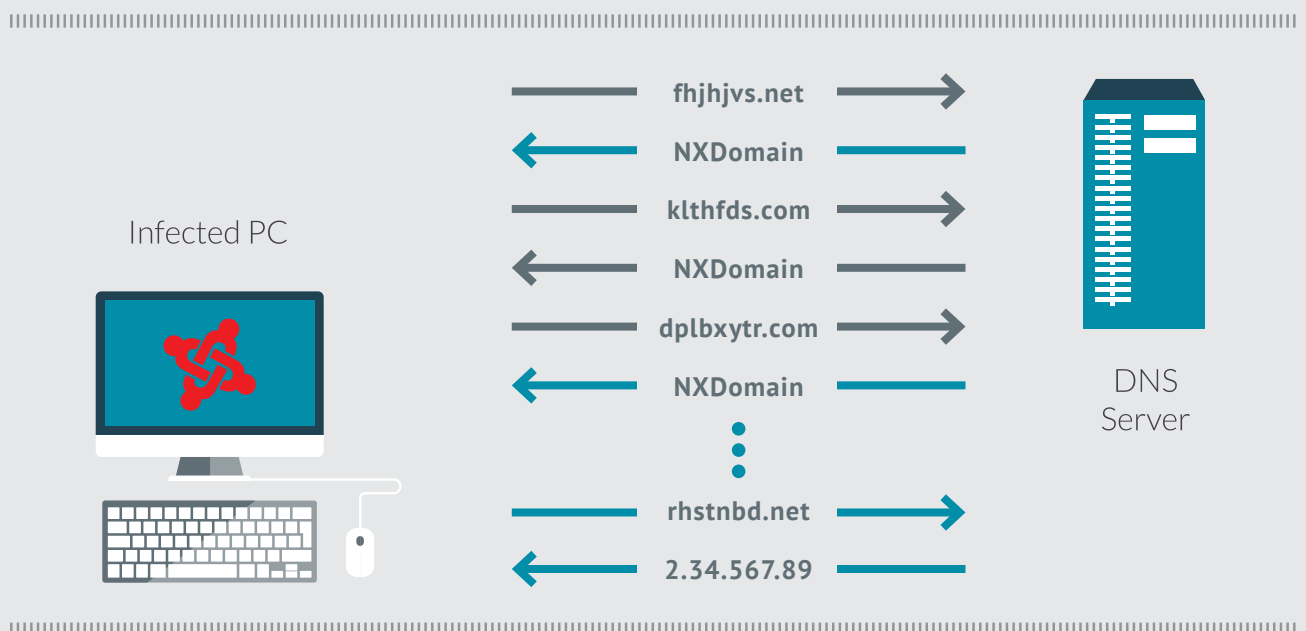 fhjhjvs.net
NXDomain
klthfds.com
Infected PC
NXDomain
dplbxytr.com
NXDomain
DNS
Server
rhstnbd.net
2.34.567.89